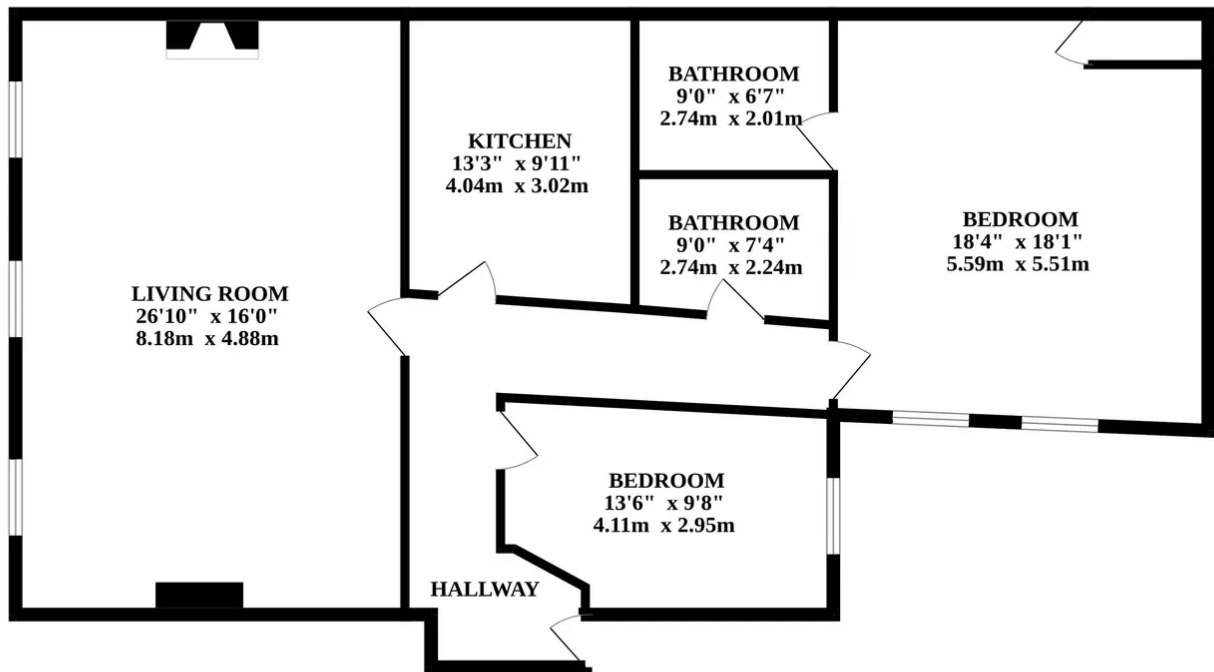 BATHROOM
9'0" x 6'7"
2.74m x 2.01m
KITCHEN
13'3" x 9'11"
4.04m x 3.02m
BATHROOM
9'0" x 7'4"
2.74m x 2.24m
BEDROOM
18'4" x 18'1"
5.59m x 5.51m
LIVING ROOM
26'10" x 16'0"
8.18m x 4.88m
BEDROOM
13'6" x 9'8"
4.11m x 2.95m
HALLWAY